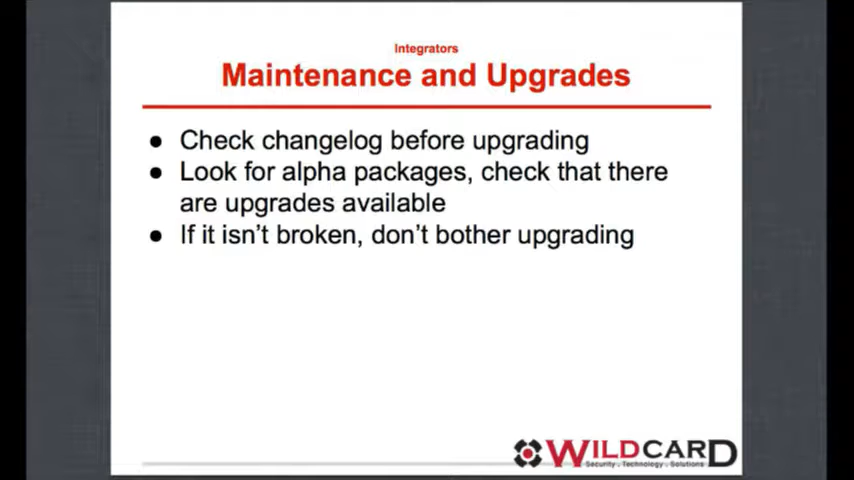 Integrators
Maintenance and Upgrades
● Check changelog before upgrading
● Look for alpha packages, check that there
are upgrades available
● If it isn't broken, don't bother upgrading
WILDCARD
Security . Technology . Solutions